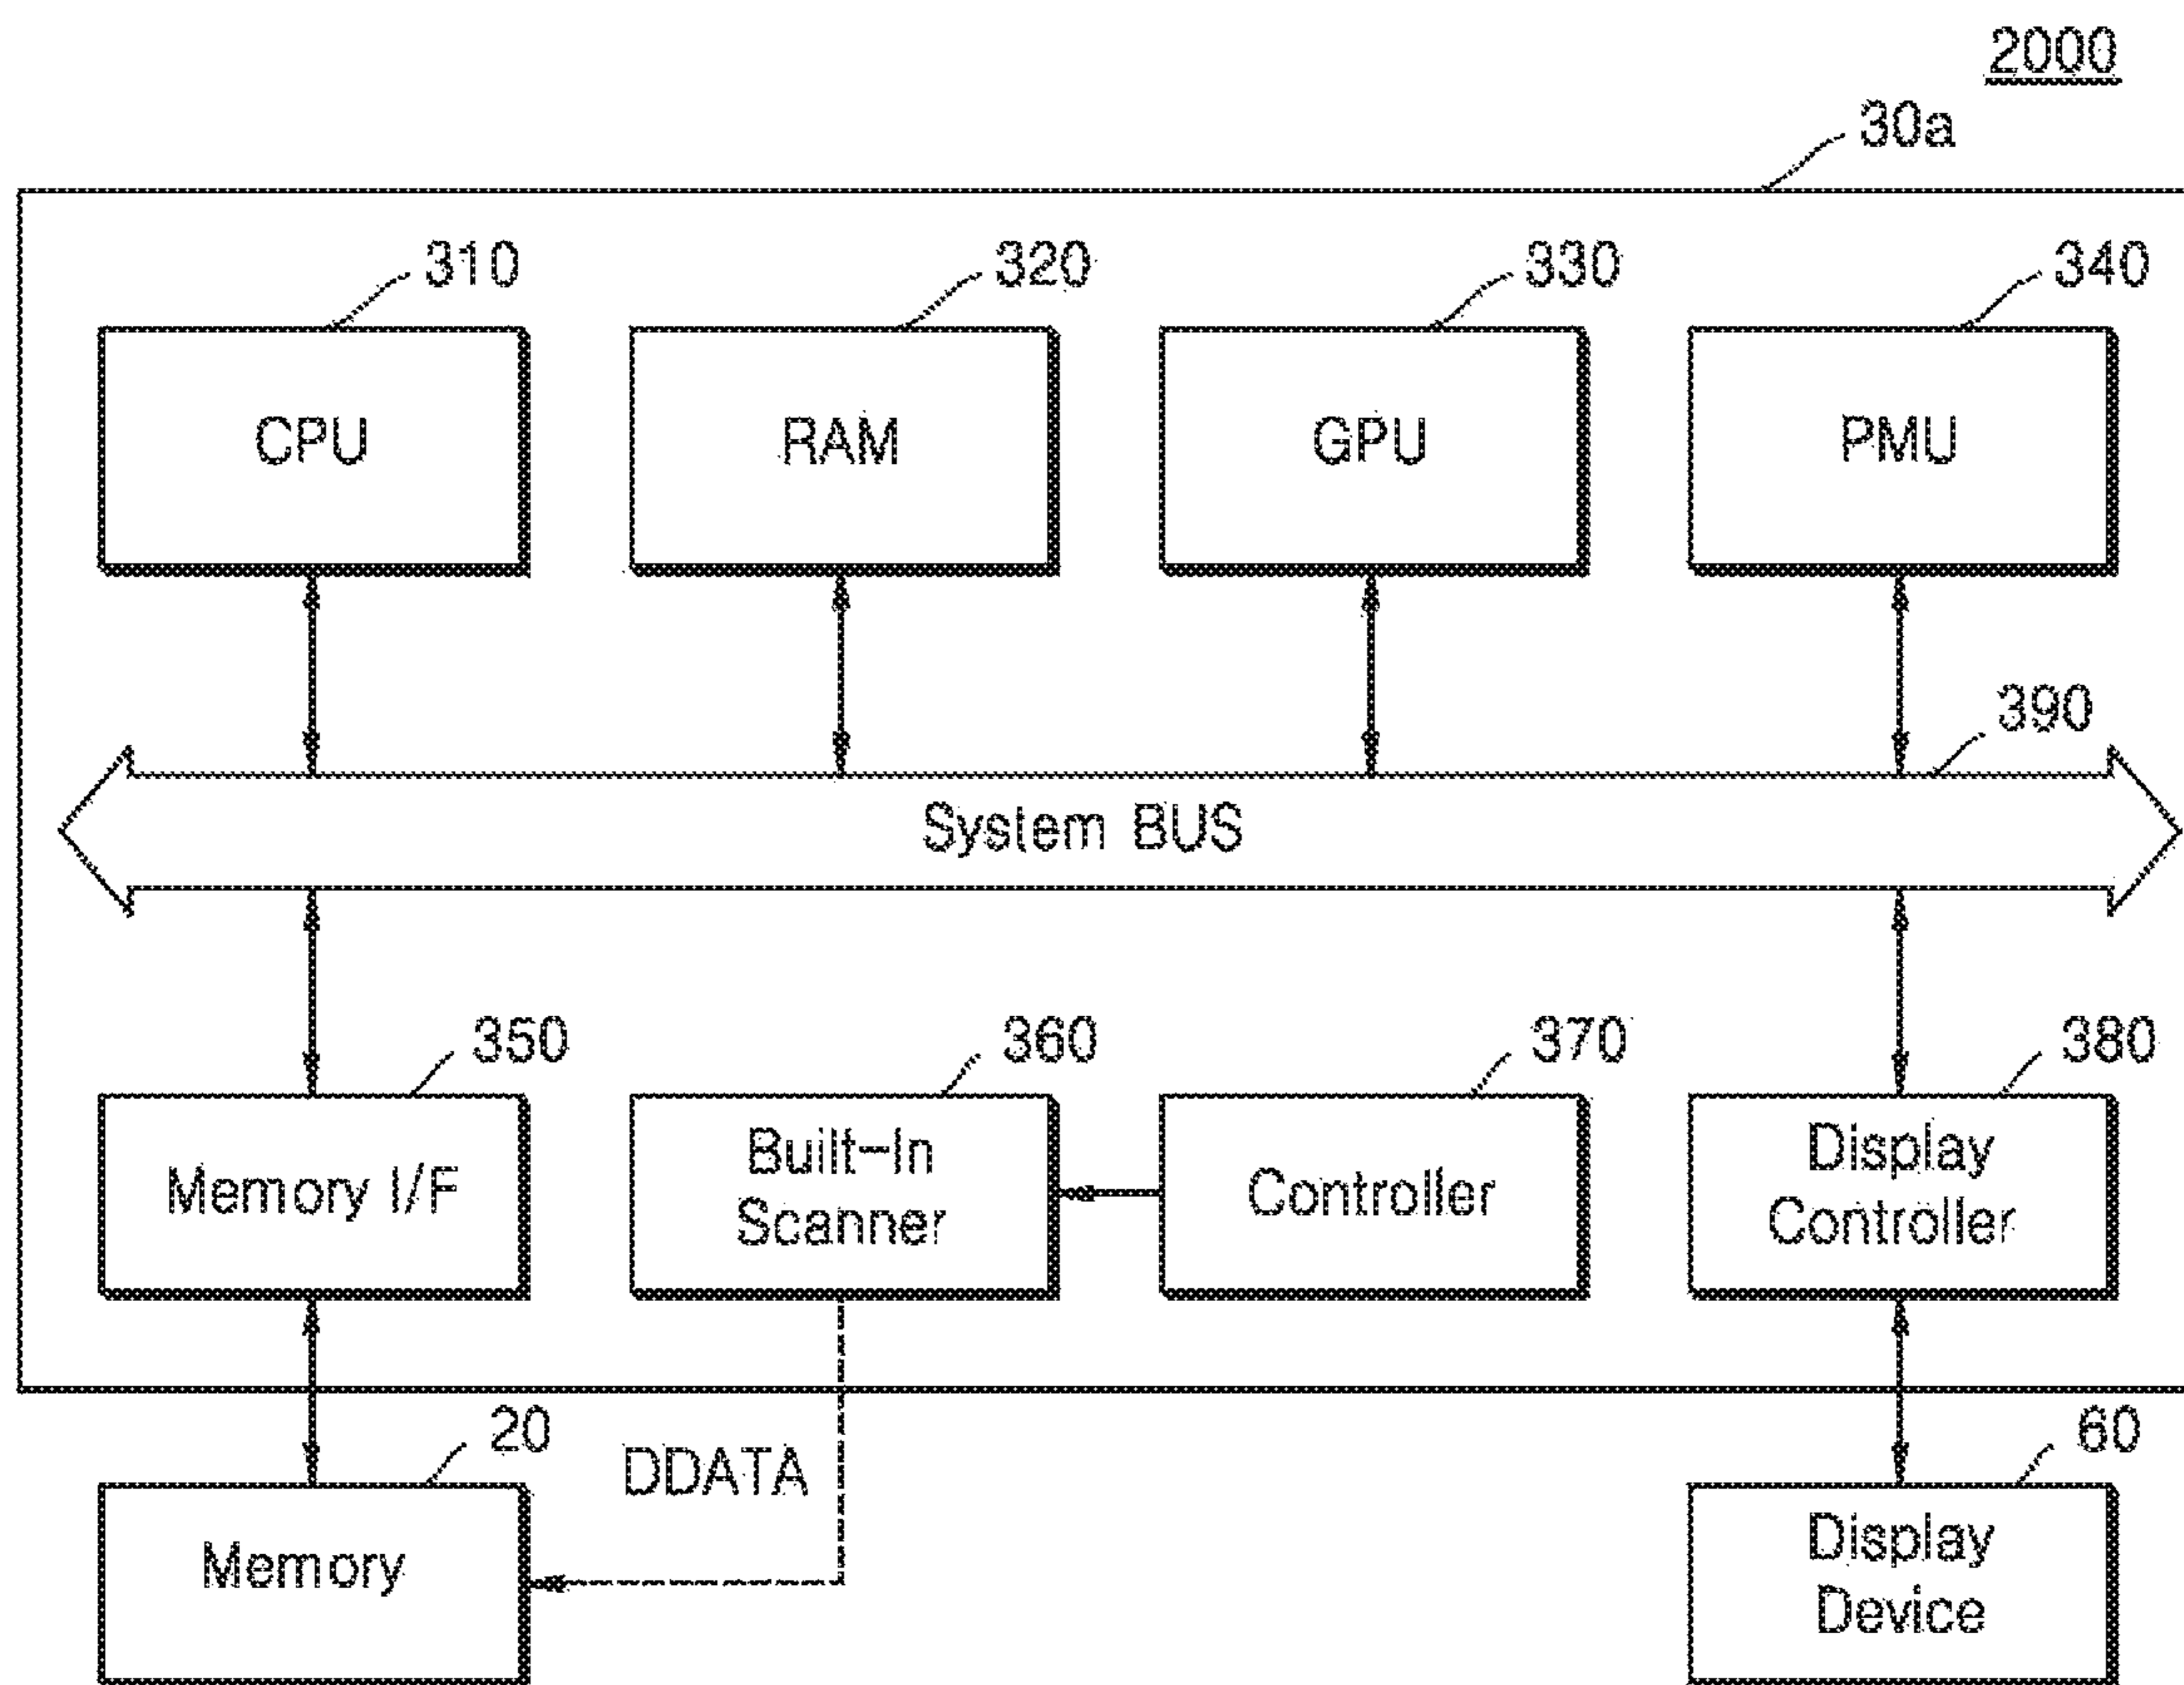 2000
30a
310
320
330
340
CPU
RAM
GPU
PMU
390
System BUS
350
360
370
380
Memory I/F
Built-In
Scanner
Controller
Display
Controller
20
DDATA
60
Memory
Display
Device